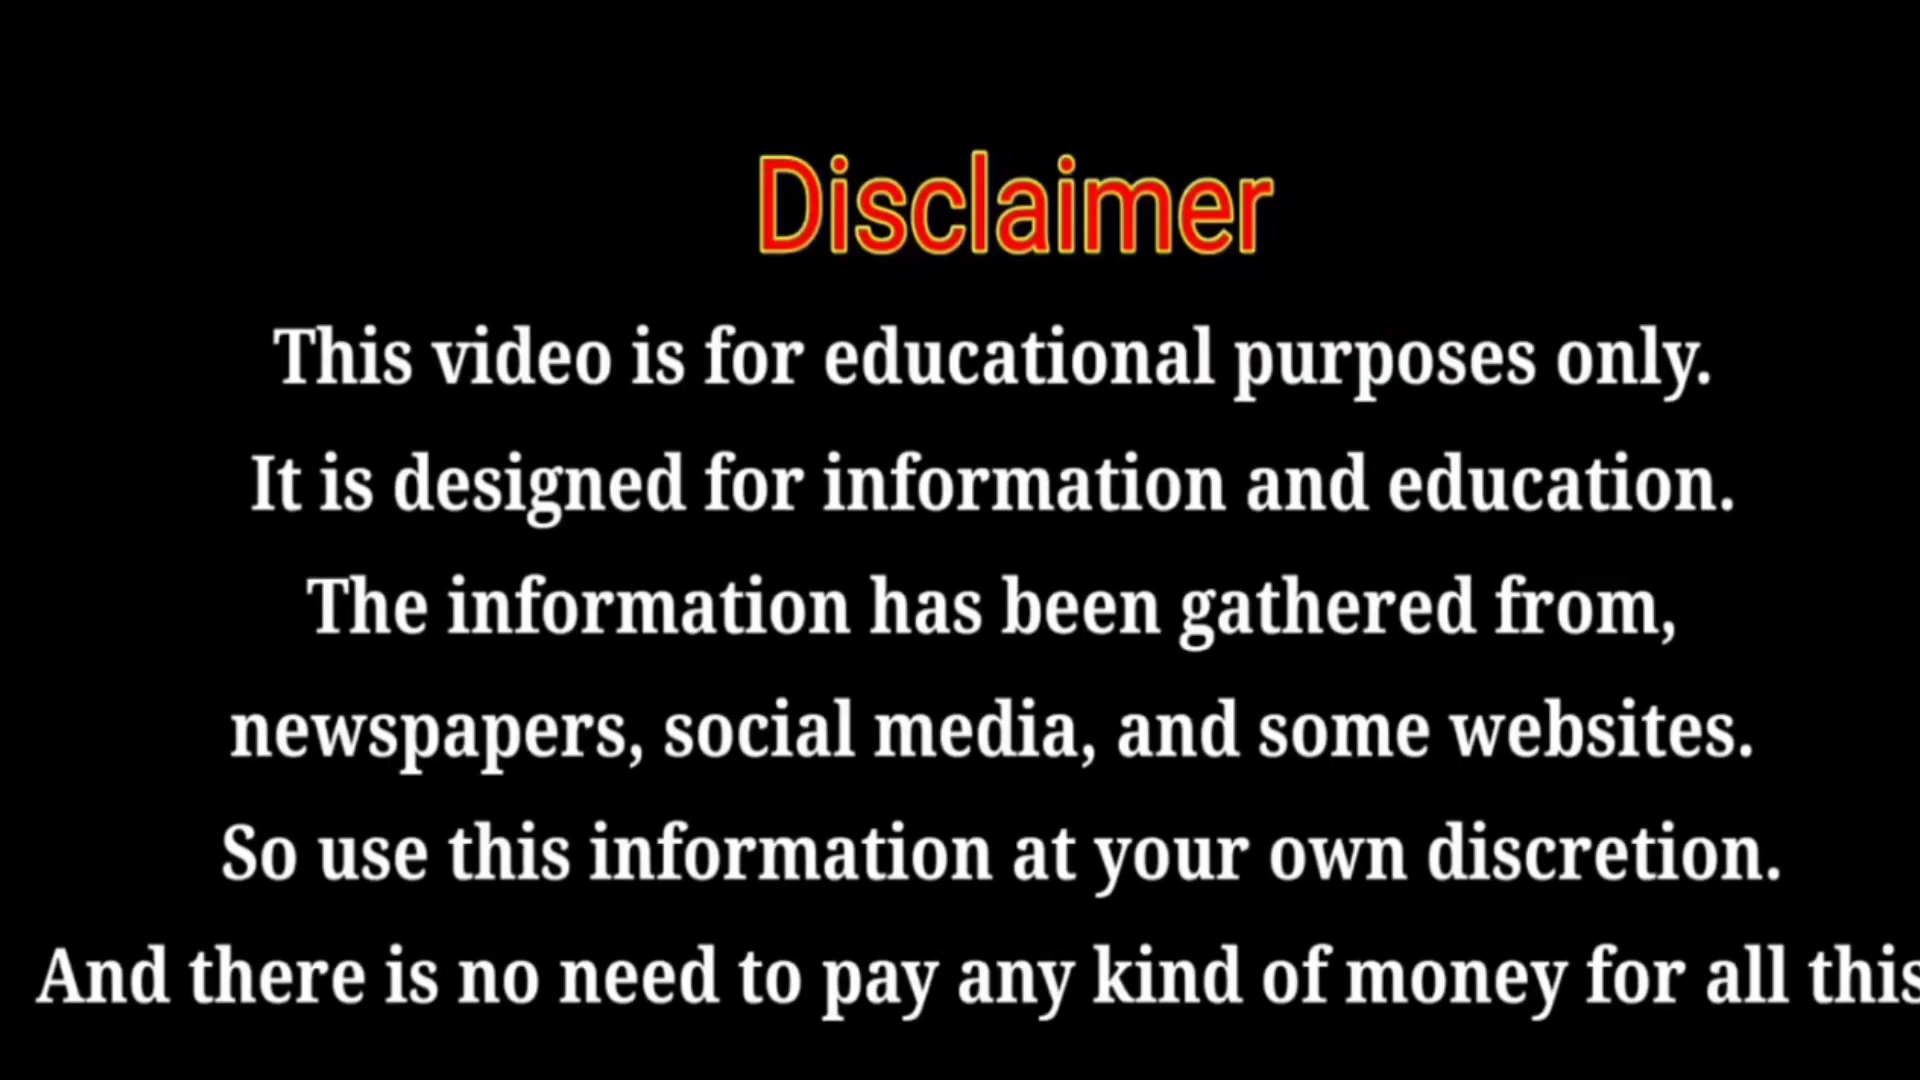 Disclaimer
This video is for educational purposes only.
It is designed for information and education.
The information has been gathered from,
newspapers, social media, and some websites.
So use this information at your own discretion.
And there is no need to pay any kind of money for all this